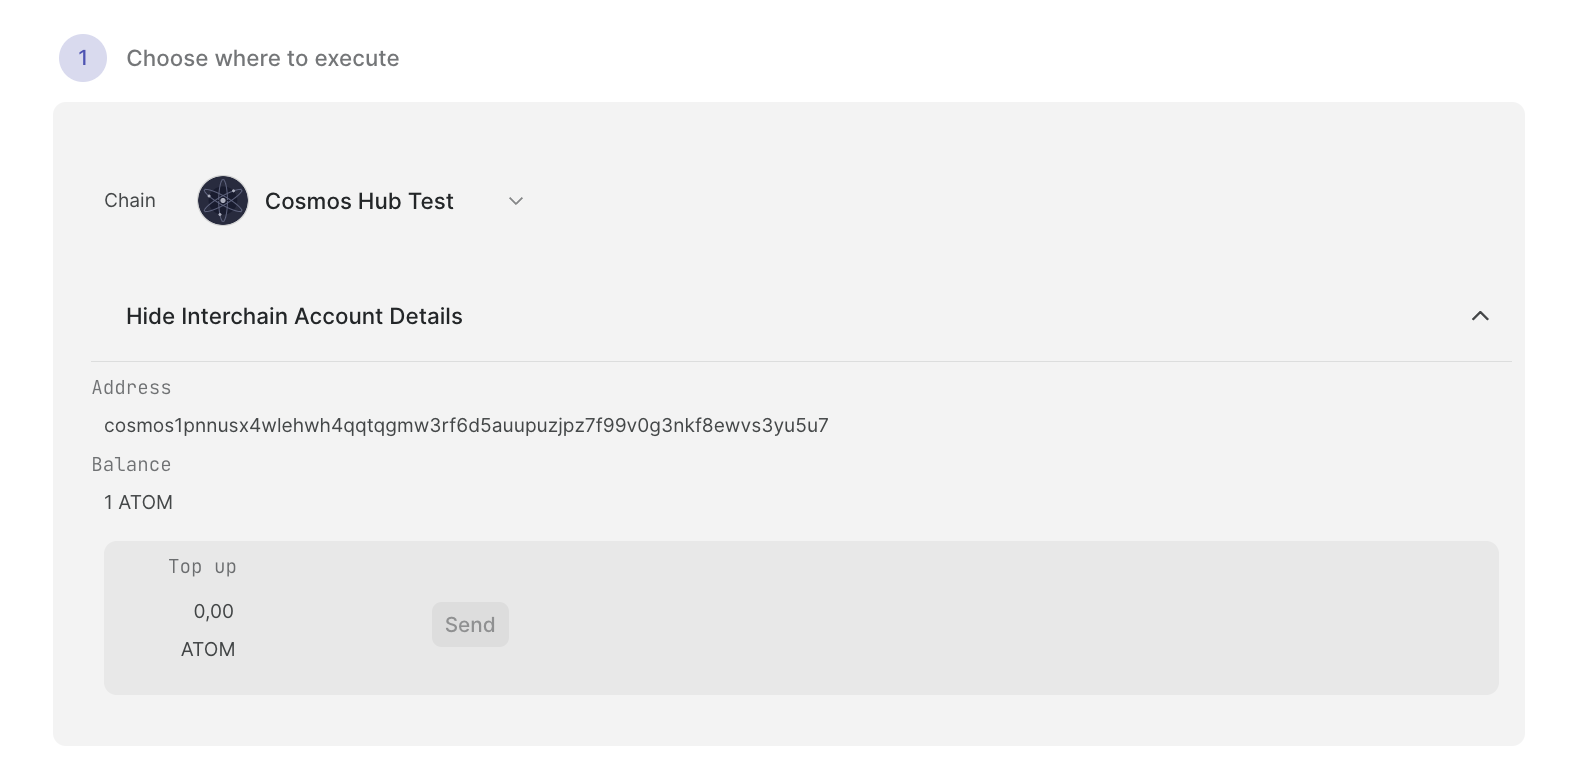 1 Choose where to execute
Chain Cosmos Hub Test
Hide Interchain Account Details
Address
cosmos1pnnusx4wlehwh4qqtqgmw3rf6d5auupuzjpz7f99v0g3nkf8ewvs3yu5u7
Balance
1 ATOM
Top up
0,00
Send
ATOM